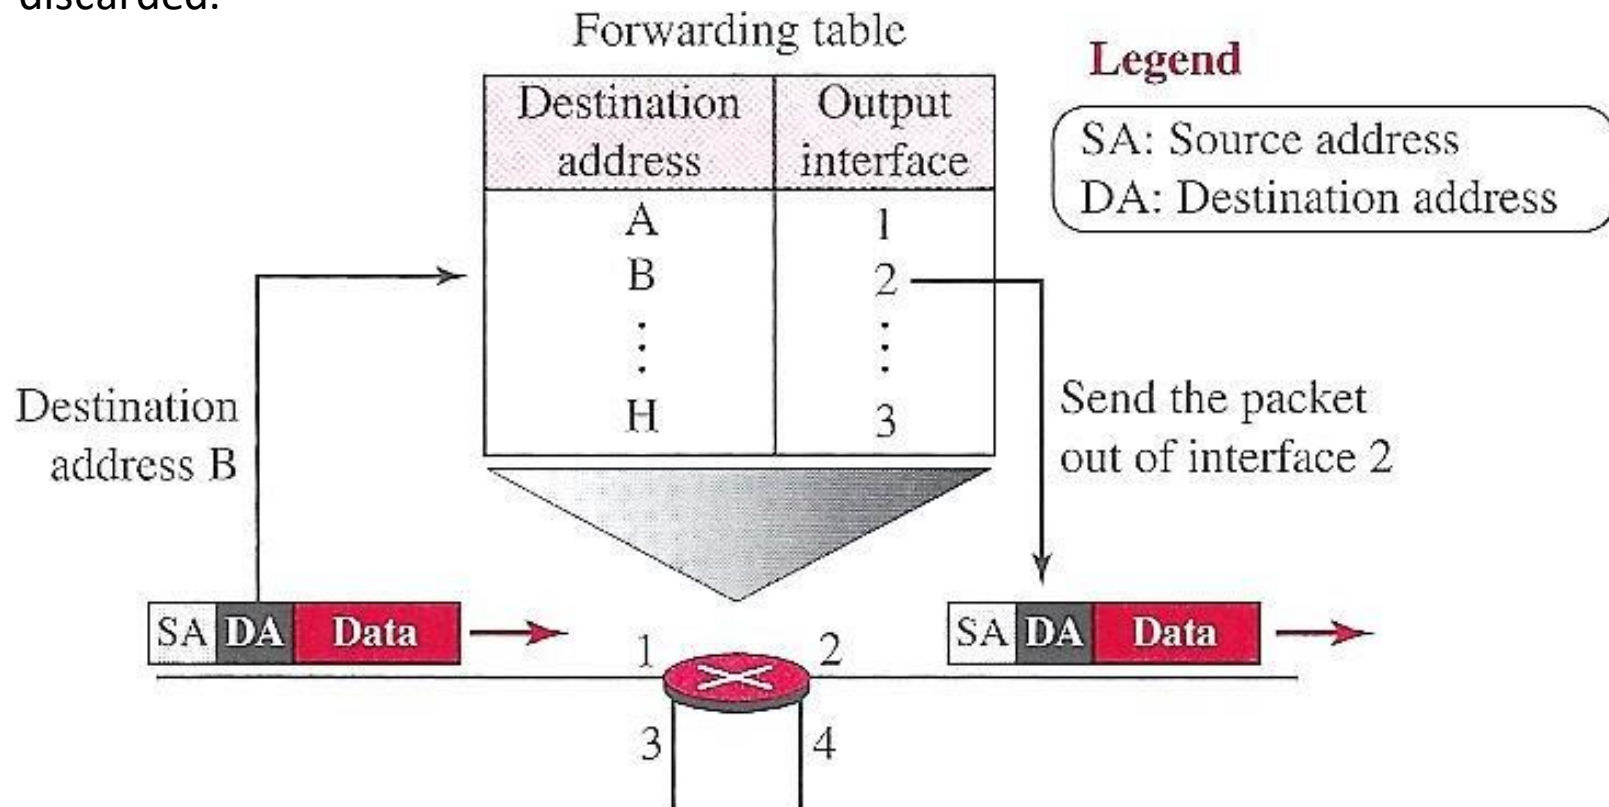 discarded.
Forwarding table
Legend
Destination address
Output interface
SA: Source address
DA: Destination address
A 1
B 2
H 3
Destination
address B
Send the packet
out of interface 2
SA DA Data
SA DA Data
1 2
3 4